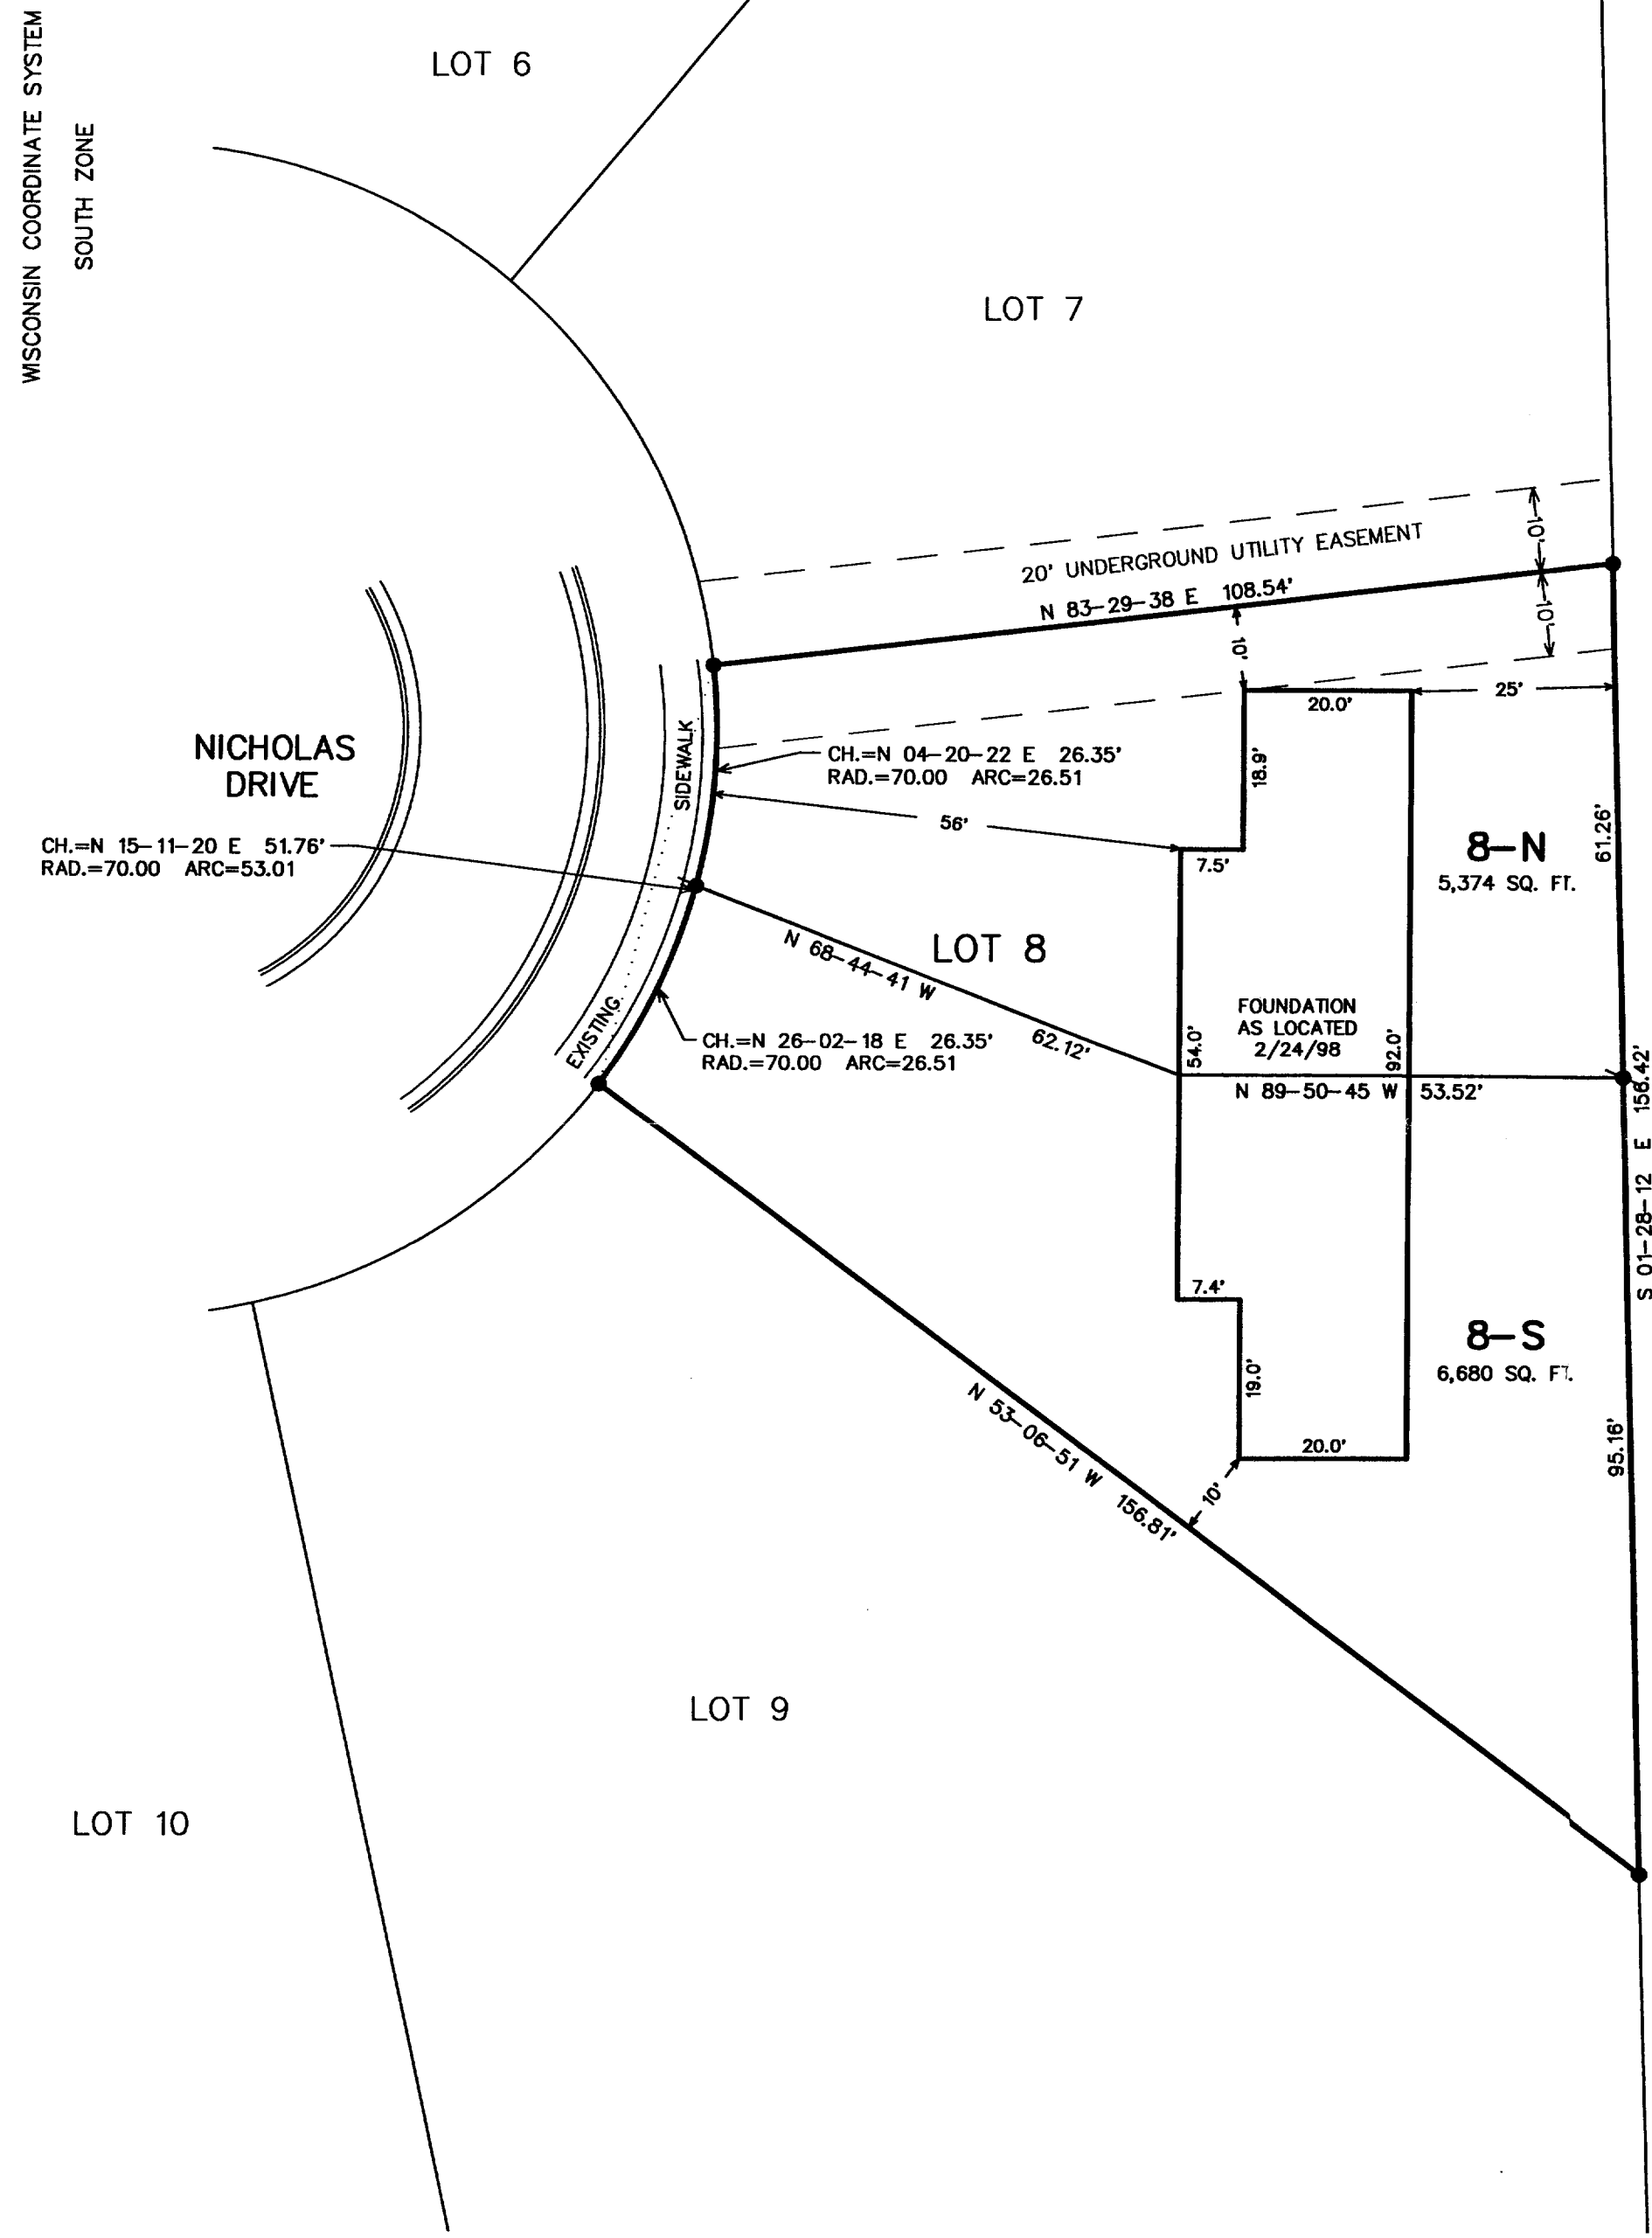 WISCONSIN COORDINATE SYSTEM
SOUTH ZONE
LOT 6
LOT 7
20' UNDERGROUND UTILITY EASEMENT
N 83-29-38 E 108.54'
10'
10'
10'
25'
20.0'
18.9'
NICHOLAS
DRIVE
SIDEWALK
EXISTING
CH.=N 04-20-22 E 26.35'
RAD.=70.00 ARC=26.51
56'
7.5'
CH.=N 15-11-20 E 51.76'
RAD.=70.00 ARC=53.01
8-N
5,374 SQ. FT.
61.26'
LOT 8
N 68-44-41 W 62.12'
FOUNDATION
AS LOCATED
2/24/98
54.0'
92.0'
CH.=N 26-02-18 E 26.35'
RAD.=70.00 ARC=26.51
N 89-50-45 W 53.52'
S 01-28-12 E 156.42'
7.4'
19.0'
8-S
6,680 SQ. FT.
20.0'
95.16'
10'
N 53-06-51 W 156.81'
LOT 9
LOT 10